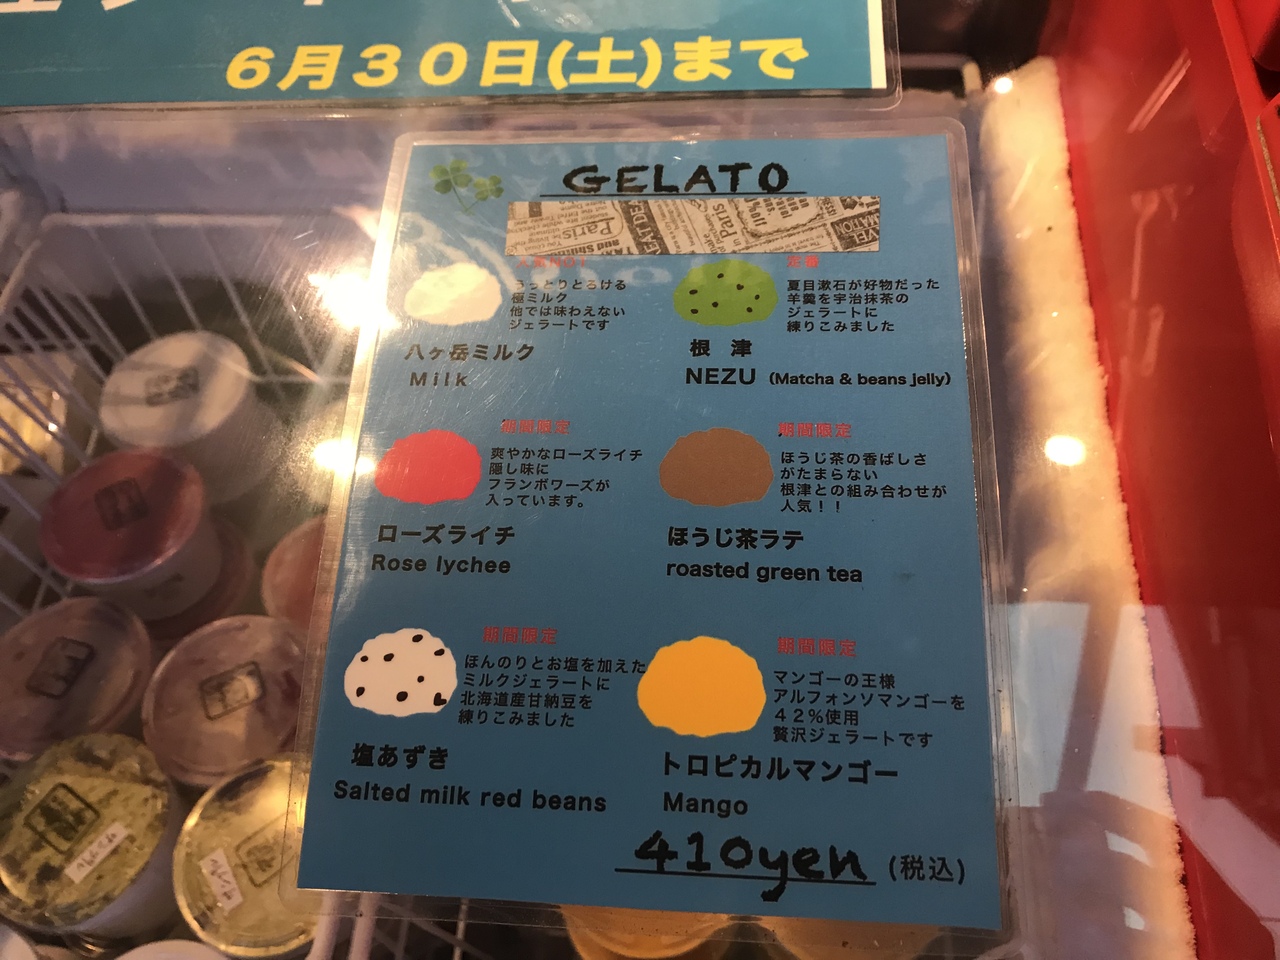 6月30日(土)まで
GELATO
とろける
極ミルク
他では味わえない
ジェラートです
八ヶ岳ミルク
Milk
定番
夏目漱石が好物だった
羊羹を宇治抹茶の
ジェラートに
練りこみました
根 津
NEZU (Matcha & beans jelly)
期間限定
爽やかなローズライチ
隠し味に
フランボワーズが
入っています。
ローズライチ
Rose lychee
期間限定
ほうじ茶の香ばしさ
がたまらない
根津との組み合わせが
人気!!
ほうじ茶ラテ
roasted green tea
期間限定
ほんのりとお塩を加えた
ミルクジェラートに
北海道産甘納豆を
練りこみました
塩あずき
Salted milk red beans
期間限定
マンゴーの王様
アルフォンソマンゴーを
42%使用
贅沢ジェラートです
トロピカルマンゴー
Mango
410yen (税込)